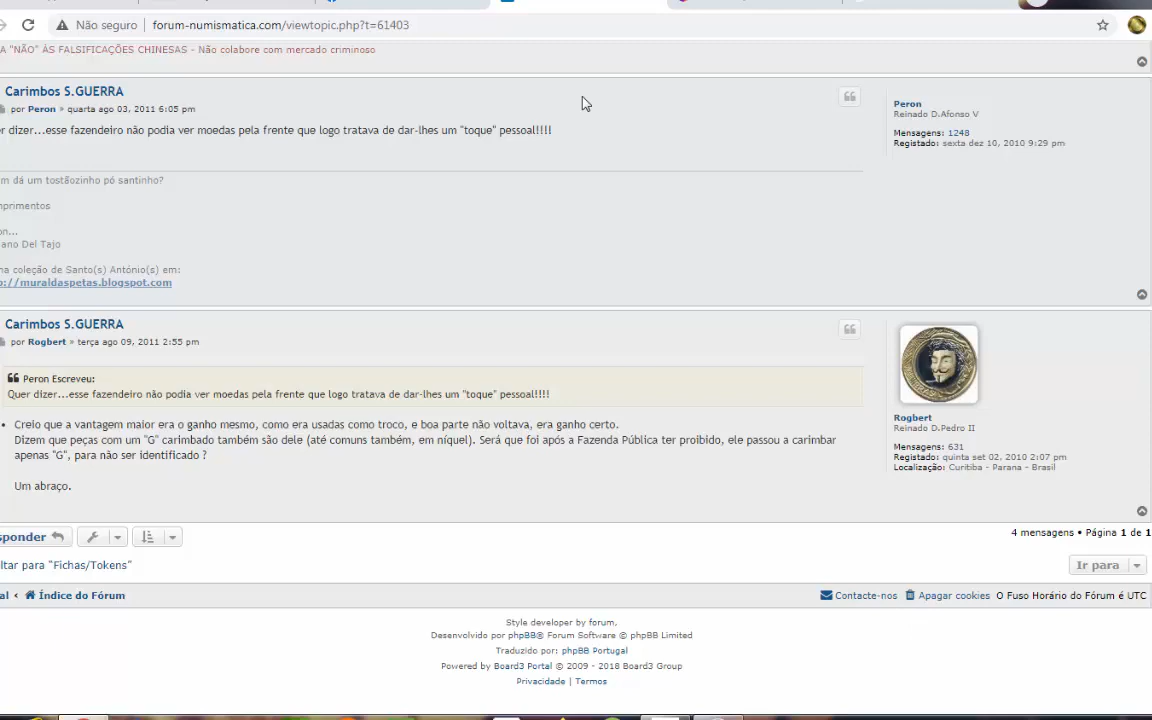 Não seguro forum-numismatica.com/viewtopic.php?t=61403
A "NÃO" ÀS FALSIFICAÇÕES CHINESAS - Não colabore com mercado criminoso
Carimbos S.GUERRA
por Peron » quarta ago 03, 2011 6:05 pm
r dizer...esse fazendeiro não podia ver moedas pela frente que logo tratava de dar-lhes um "toque" pessoal!!!!
Peron
Reinado D.Afonso V
Mensagens: 1248
Registado: sexta dez 10, 2010 9:29 pm
m dá um tostãozinho pó santinho?
mprimentos
on...
ano Del Tajo
na coleção de Santo(s) António(s) em:
p://muraldaspetas.blogspot.com
Carimbos S.GUERRA
por Rogbert » terça ago 09, 2011 2:55 pm
Peron Escreveu:
Quer dizer...esse fazendeiro não podia ver moedas pela frente que logo tratava de dar-lhes um "toque" pessoal!!!!
Creio que a vantagem maior era o ganho mesmo, como era usadas como troco, e boa parte não voltava, era ganho certo.
Dizem que peças com um "G" carimbado também são dele (até comuns também, em níquel). Será que foi após a Fazenda Pública ter proibido, ele passou a carimbar
apenas "G", para não ser identificado ?
Um abraço.
Rogbert
Reinado D.Pedro II
Mensagens: 631
Registado: quinta set 02, 2010 2:07 pm
Localização: Curitiba - Parana - Brasil
sponder
4 mensagens • Página 1 de 1
ltar para "Fichas/Tokens"
Ir para
al ‹ Índice do Fórum
Contacte-nos Apagar cookies O Fuso Horário do Fórum é UTC
Style developer by forum,
Desenvolvido por phpBB® Forum Software © phpBB Limited
Traduzido por: phpBB Portugal
Powered by Board3 Portal © 2009 - 2018 Board3 Group
Privacidade | Termos